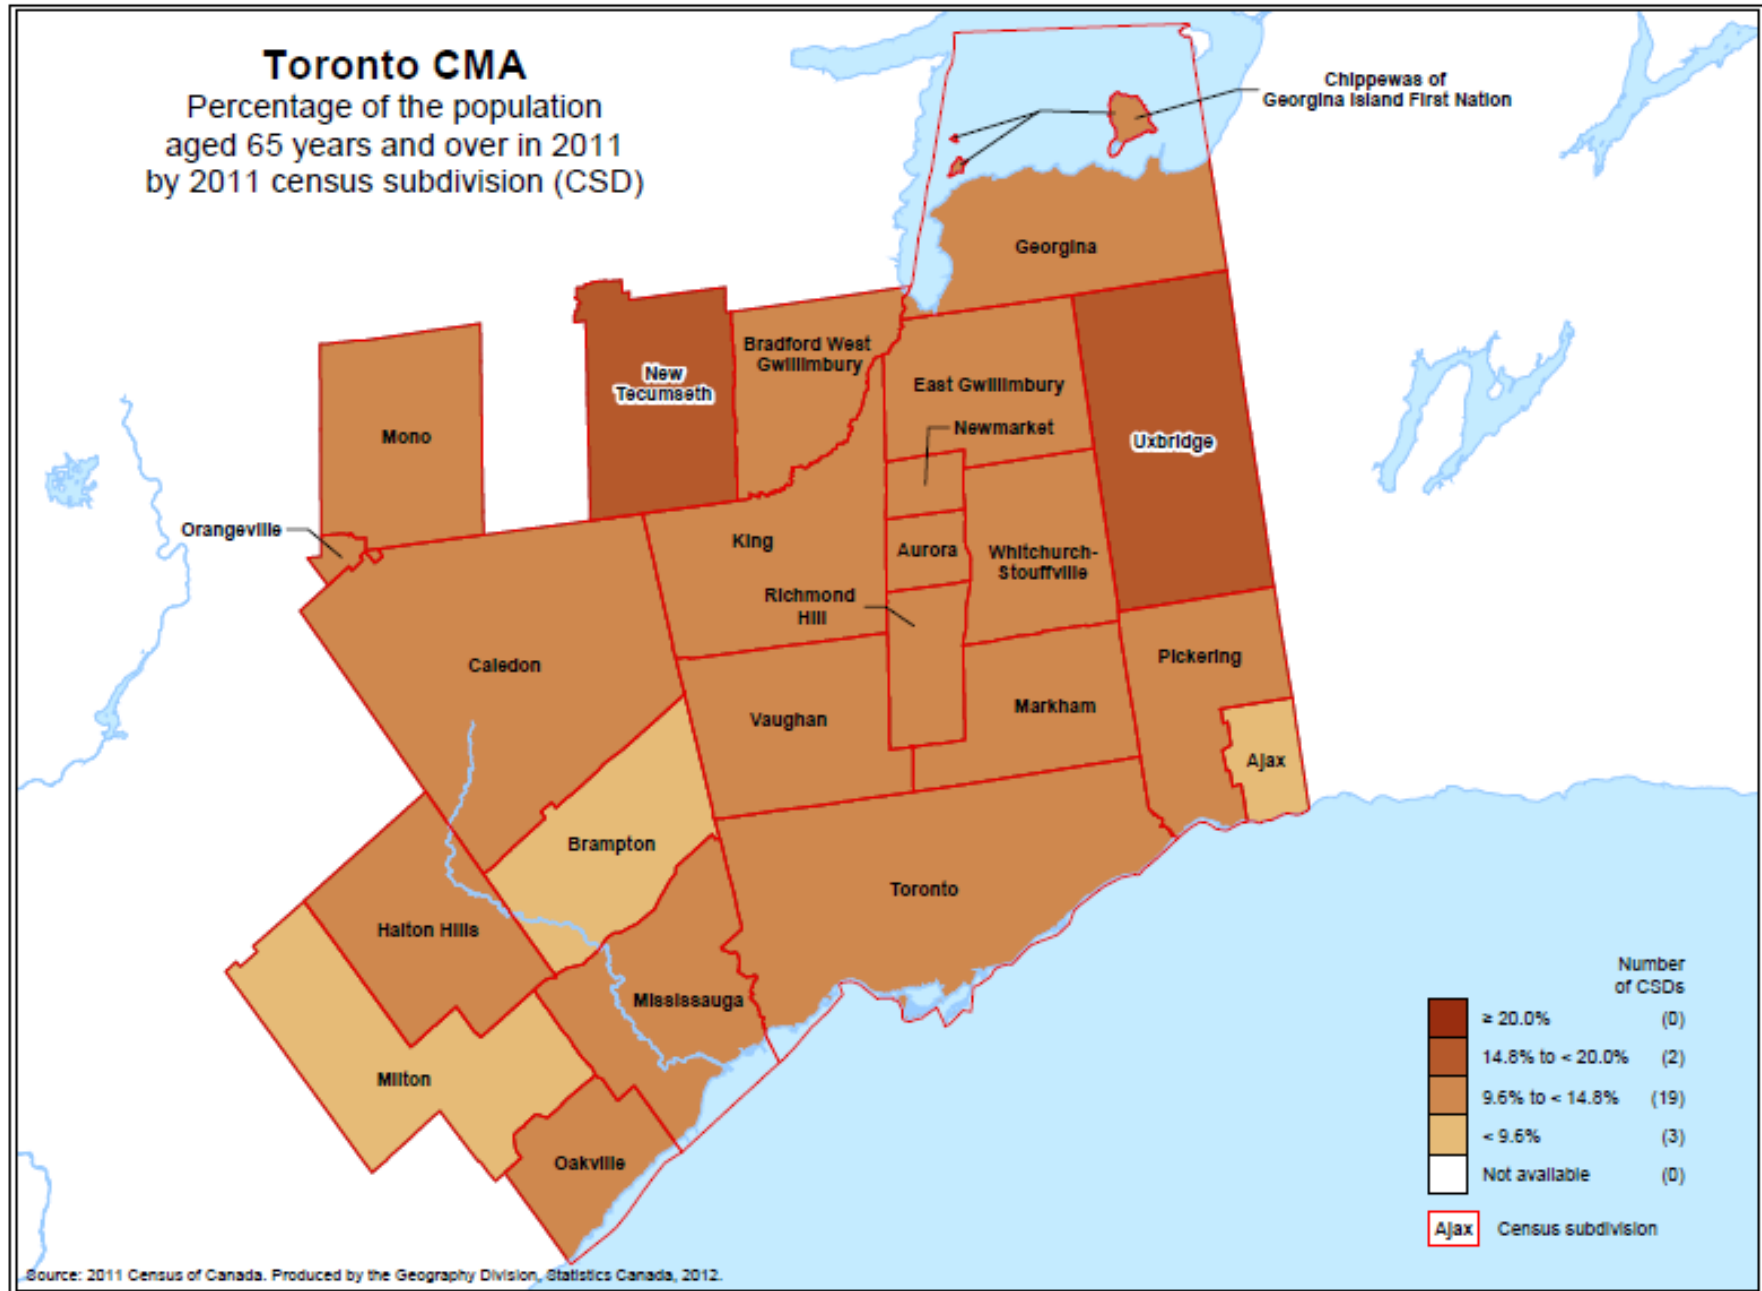 Toronto CMA
Percentage of the population
aged 65 years and over in 2011
by 2011 census subdivision (CSD)
Chippewas of
Georgina Island First Nation
Georgina
Bradford West
Gwillimbury
New
Tecumseth
East Gwillimbury
Mono
Newmarket
Uxbridge
Orangeville
King
Aurora
Whitchurch-
Stouffville
Richmond
Hill
Caledon
Pickering
Vaughan
Markham
Ajax
Brampton
Toronto
Halton Hills
Mississauga
Milton
Oakville
Number
of CSDs
≥ 20.0% (0)
14.8% to < 20.0% (2)
9.6% to < 14.8% (19)
< 9.6% (3)
Not available (0)
Ajax Census subdivision
Source: 2011 Census of Canada. Produced by the Geography Division, Statistics Canada, 2012.